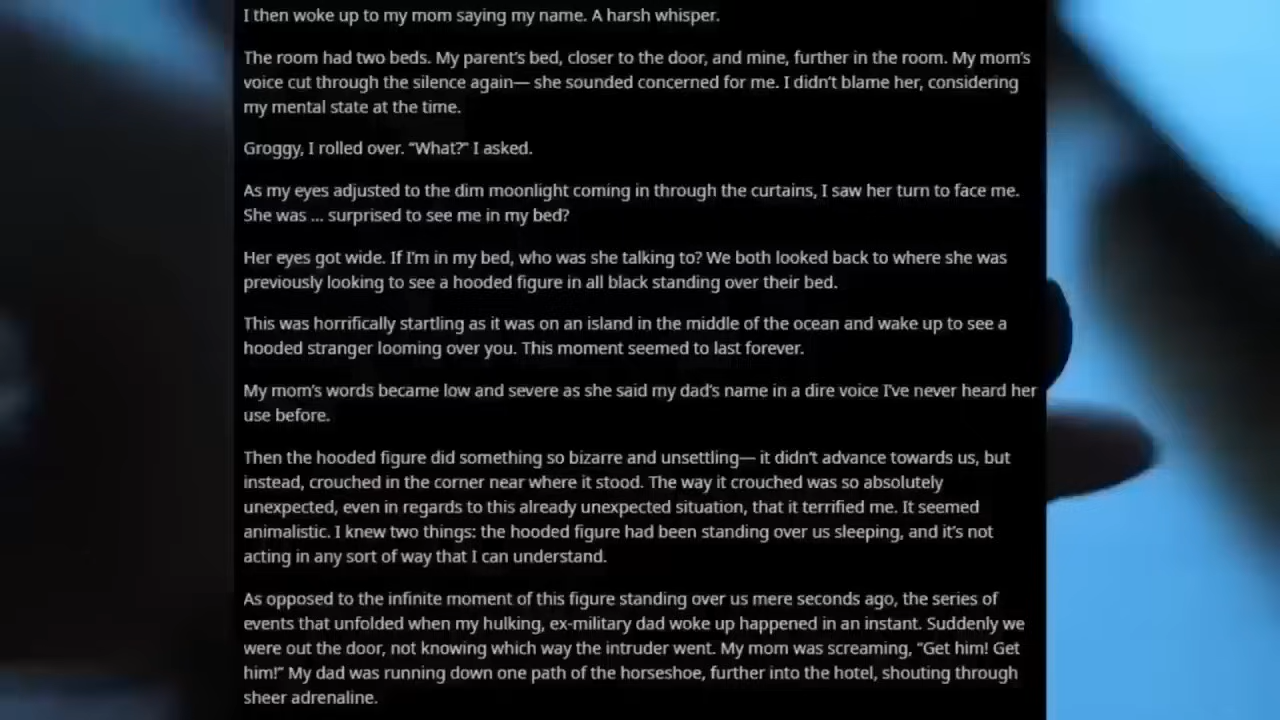 I then woke up to my mom saying my name. A harsh whisper.
The room had two beds. My parent's bed, closer to the door, and mine, further in the room. My mom's
voice cut through the silence again— she sounded concerned for me. I didn't blame her, considering
my mental state at the time.
Groggy, I rolled over. “What?” I asked.
As my eyes adjusted to the dim moonlight coming in through the curtains, I saw her turn to face me.
She was ... surprised to see me in my bed?
Her eyes got wide. If I'm in my bed, who was she talking to? We both looked back to where she was
previously looking to see a hooded figure in all black standing over their bed.
This was horrifically startling as it was on an island in the middle of the ocean and wake up to see a
hooded stranger looming over you. This moment seemed to last forever.
My mom's words became low and severe as she said my dad's name in a dire voice I've never heard her
use before.
Then the hooded figure did something so bizarre and unsettling— it didn't advance towards us, but
instead, crouched in the corner near where it stood. The way it crouched was so absolutely
unexpected, even in regards to this already unexpected situation, that it terrified me. It seemed
animalistic. I knew two things: the hooded figure had been standing over us sleeping, and it's not
acting in any sort of way that I can understand.
As opposed to the infinite moment of this figure standing over us mere seconds ago, the series of
events that unfolded when my hulking, ex-military dad woke up happened in an instant. Suddenly we
were out the door, not knowing which way the intruder went. My mom was screaming, “Get him! Get
him!” My dad was running down one path of the horseshoe, further into the hotel, shouting through
sheer adrenaline.